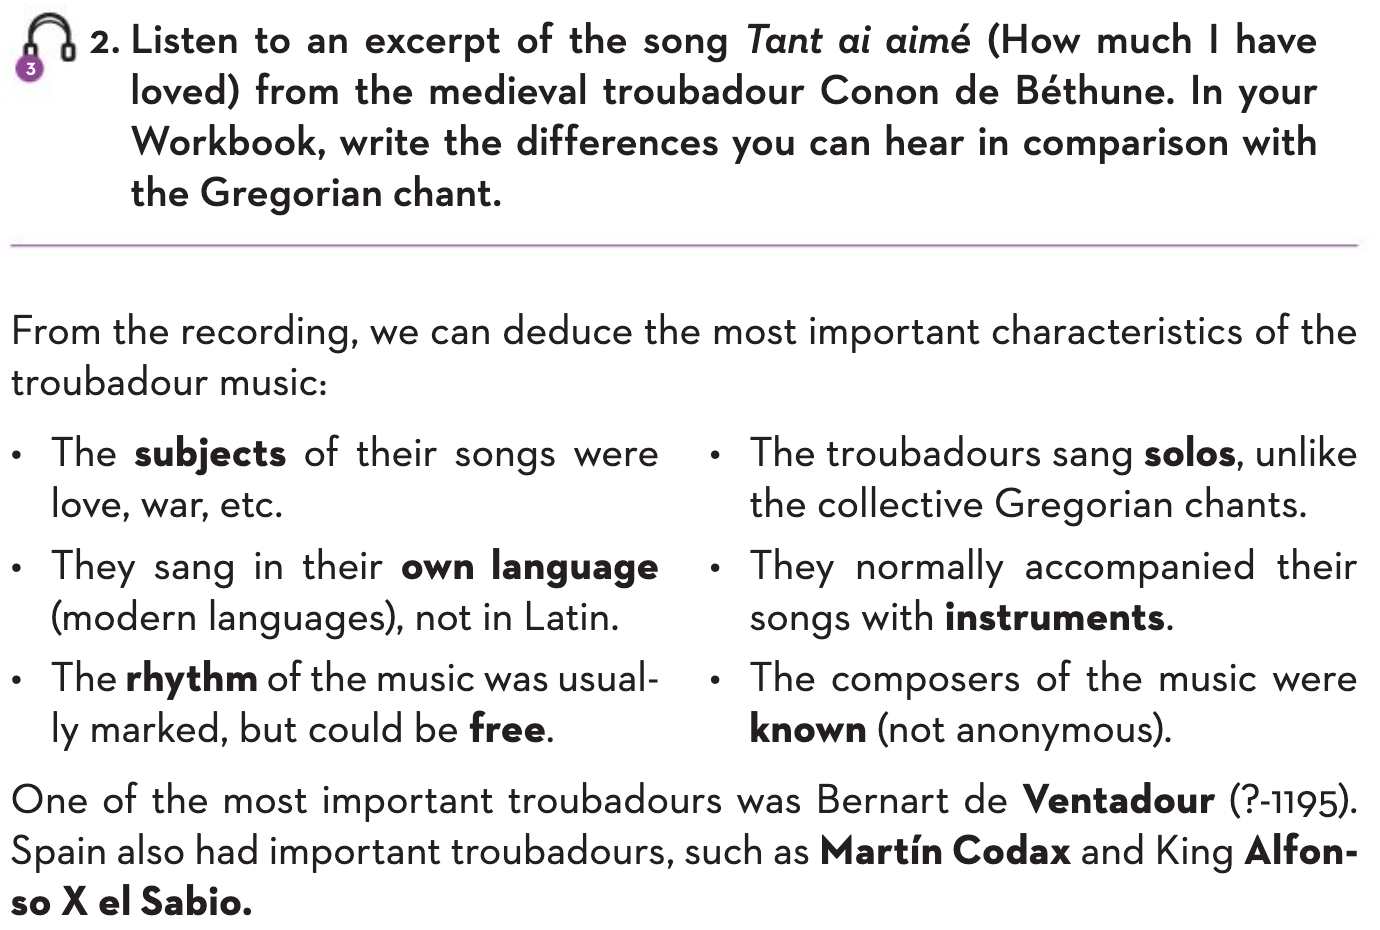 3
2. Listen to an excerpt of the song Tant ai aimé (How much I have
loved) from the medieval troubadour Conon de Béthune. In your
Workbook, write the differences you can hear in comparison with
the Gregorian chant.
From the recording, we can deduce the most important characteristics of the
troubadour music:
• The subjects of their songs were
love, war, etc.
• They sang in their own language
(modern languages), not in Latin.
• The rhythm of the music was usual-
ly marked, but could be free.
• The troubadours sang solos, unlike
the collective Gregorian chants.
• They normally accompanied their
songs with instruments.
• The composers of the music were
known (not anonymous).
One of the most important troubadours was Bernart de Ventadour (?-1195).
Spain also had important troubadours, such as Martín Codax and King Alfon-
so X el Sabio.